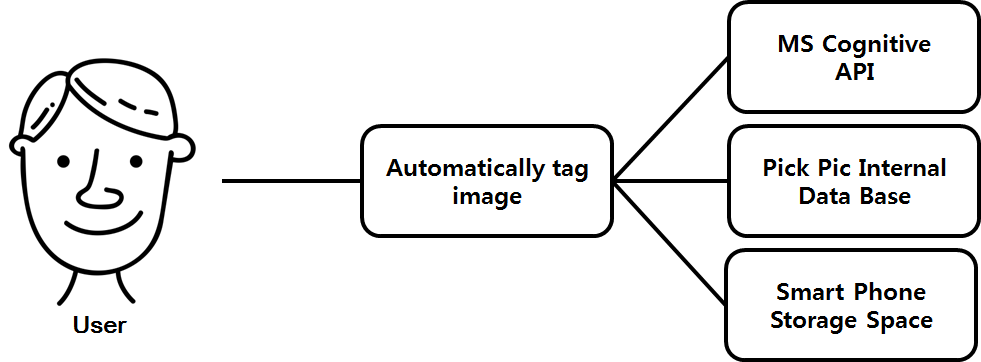 MS Cognitive
API
Automatically tag
image
Pick Pic Internal
Data Base
Smart Phone
Storage Space
User